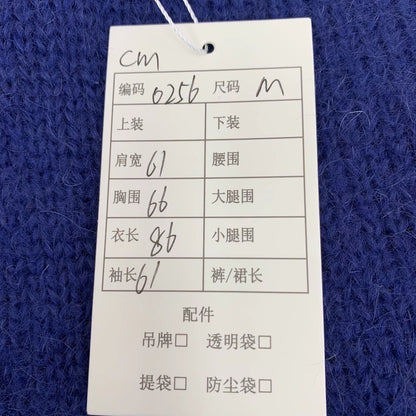 cm
编码 0256 尺码 M
上装 下装
肩宽 61 腰围
胸围 66 大腿围
衣长 86 小腿围
袖长 61 裤/裙长
配件
吊牌□ 透明袋□
提袋□ 防尘袋□